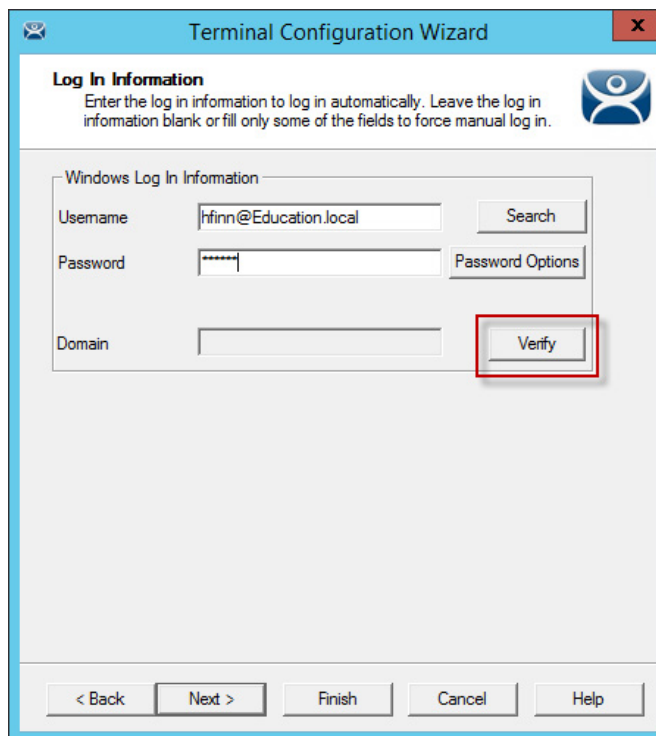 Terminal Configuration Wizard
x
Log In Information
Enter the log in information to log in automatically. Leave the log in
information blank or fill only some of the fields to force manual log in.
Windows Log In Information
Username hfinn@Education.local Search
Password ****** Password Options
Domain Verify
< Back Next > Finish Cancel Help